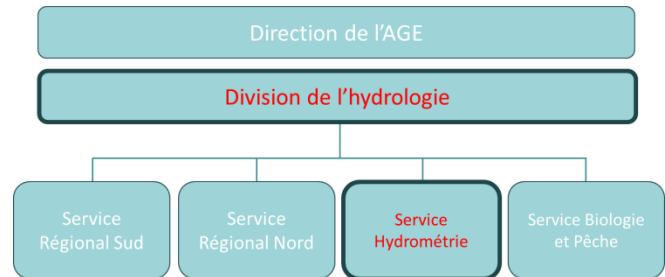 Direction de l'AGE
Division de l'hydrologie
Service
Régional Sud
Service
Régional Nord
Service
Hydrométrie
Service Biologie
et Pêche